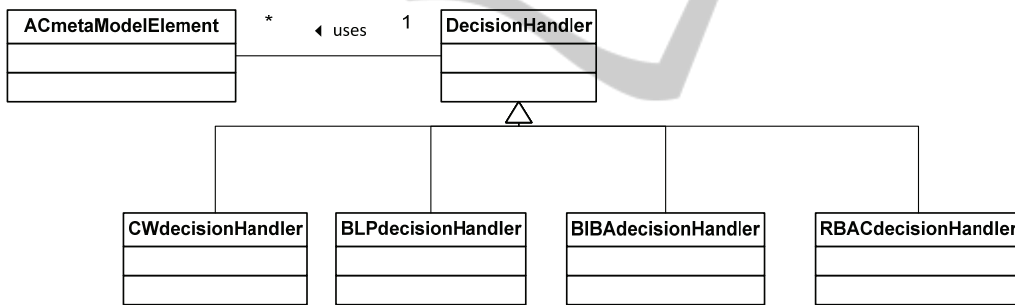 ACmetaModelElement * ◄ uses 1 DecisionHandler
CWdecisionHandler BLPdecisionHandler BIBAdecisionHandler RBACdecisionHandler